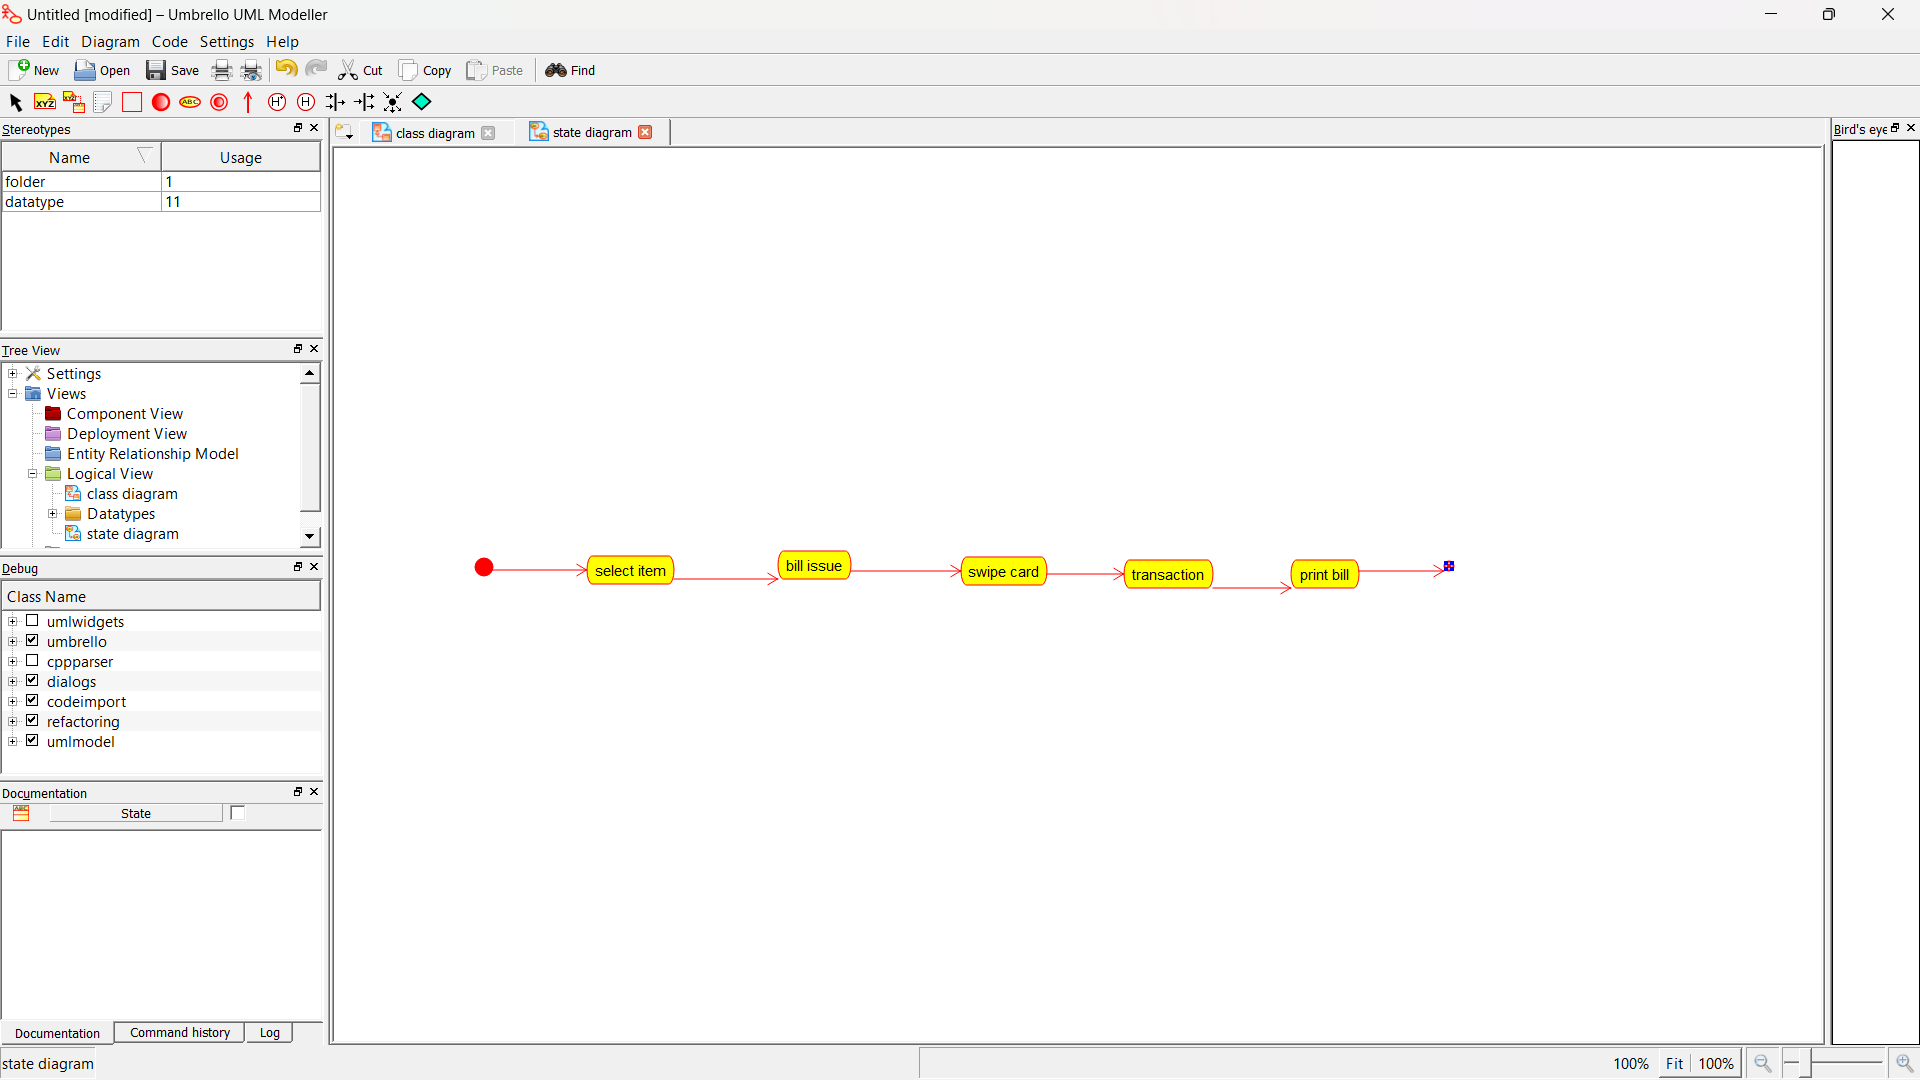 Untitled [modified] – Umbrello UML Modeller
File Edit Diagram Code Settings Help
New Open Save Cut Copy Paste Find
XYZ XYZ ABC H* H
Stereotypes
Name Usage
folder 1
datatype 11
Tree View
Settings
Views
Component View
Deployment View
Entity Relationship Model
Logical View
class diagram
Datatypes
state diagram
Debug
Class Name
umlwidgets
umbrello
cppparser
dialogs
codeimport
refactoring
umlmodel
Documentation
State
Documentation Command history Log
class diagram state diagram
select item bill issue swipe card transaction print bill
Bird's eye
state diagram 100% Fit 100%